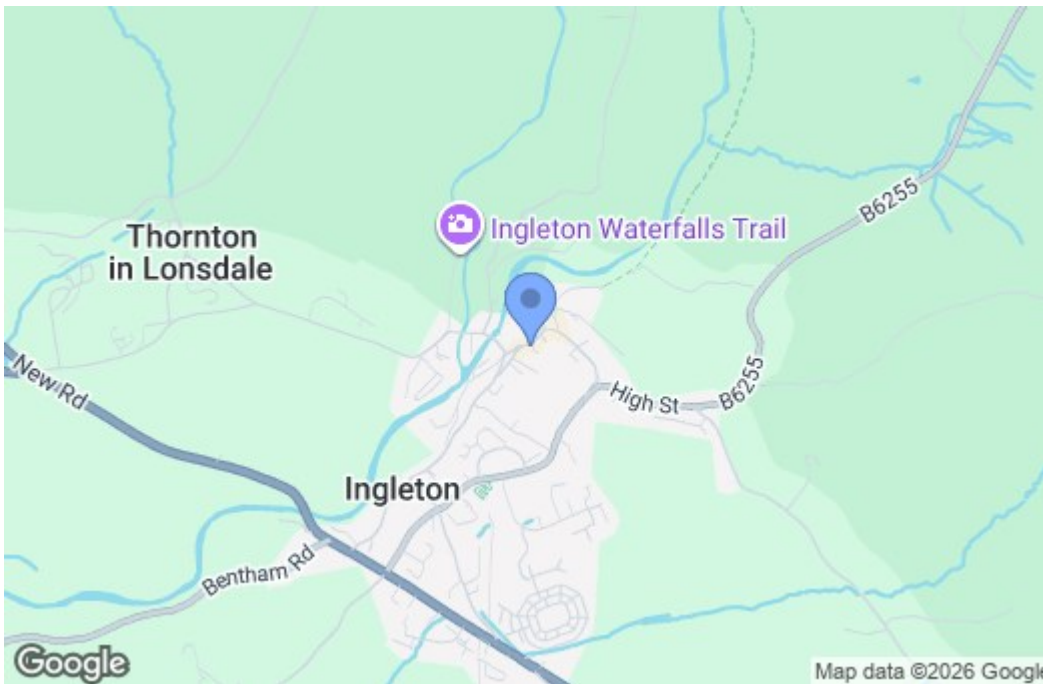 B6255
Ingleton Waterfalls Trail
Thornton
in Lonsdale
New Rd
High St
B6255
Ingleton
Bentham Rd
Google
Map data ©2026 Google